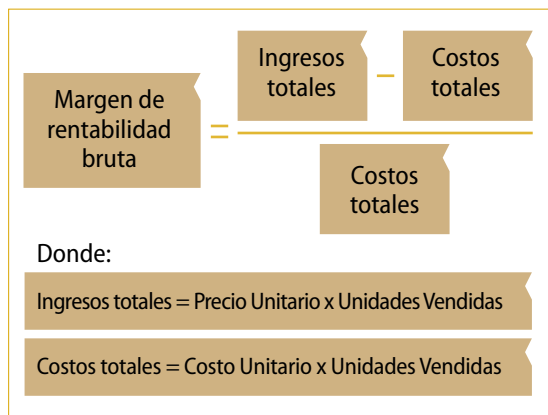 Margen de
rentabilidad
bruta
=
Ingresos
totales
–
Costos
totales
Costos
totales
Donde:
Ingresos totales = Precio Unitario x Unidades Vendidas
Costos totales = Costo Unitario x Unidades Vendidas